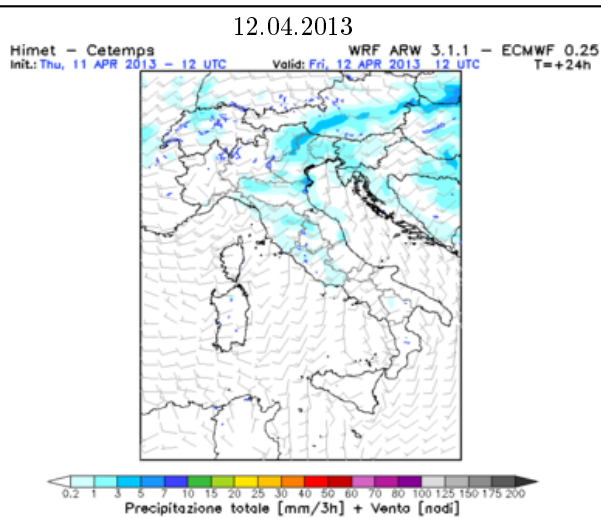 12.04.2013
Himet - Cetemps WRF ARW 3.1.1 - ECMWF 0.25
Init.: Thu, 11 APR 2013 - 12 UTC Valid: Fri, 12 APR 2013 12 UTC T=+24h
0.2 1 3 5 7 10 15 20 25 30 40 50 60 70 80 100 125 150 175 200
Precipitazione totale [mm/3h] + Vento [nodi]